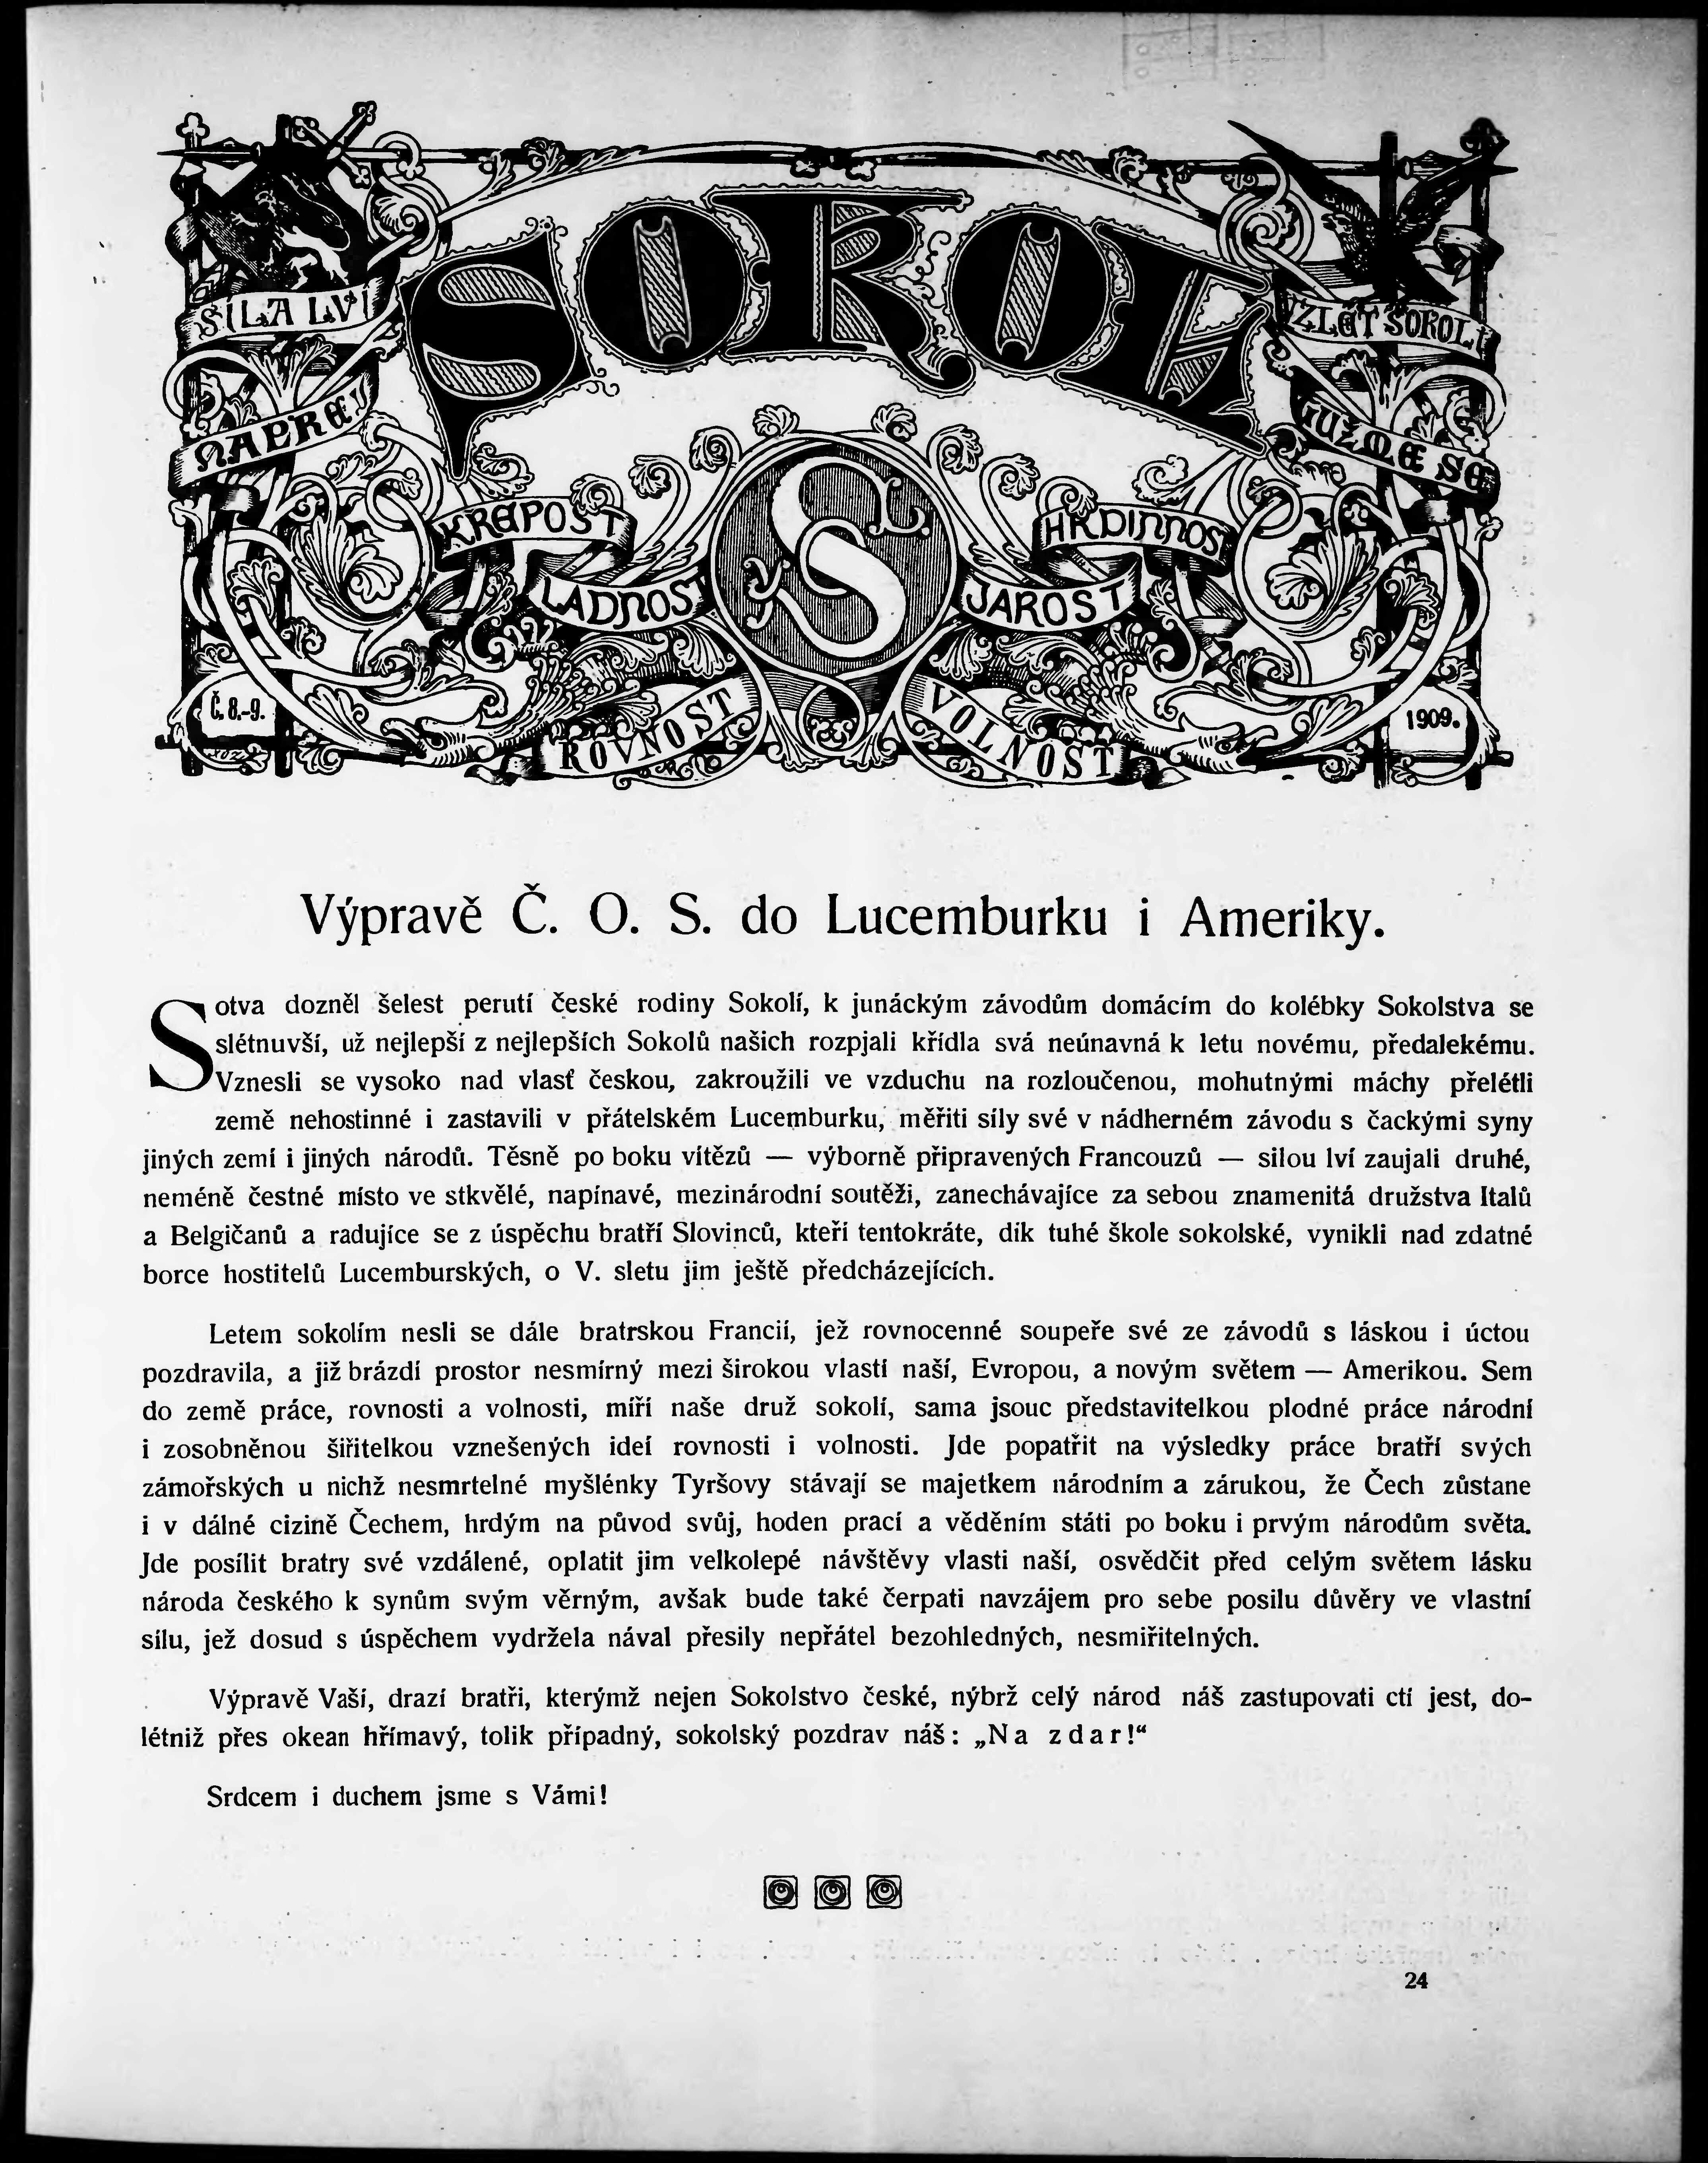 SOKOL
SÍLA LVÍ
VZLET SOKOLÍ
NAPŘED
TUŽME SE
KREPOST
HRDINNOST
LADNOST
JAROST
S
Č. 8.-9.
ROVNOST
VOLNOST
1909.
Výpravě Č. O. S. do Lucemburku i Ameriky.
Sotva dozněl šelest perutí české rodiny Sokolí, k junáckým závodům domácím do kolébky Sokolstva se
slétnuvší, už nejlepší z nejlepších Sokolů našich rozpjali křídla svá neúnavná k letu novému, předalekému.
Vznesli se vysoko nad vlasť českou, zakroužili ve vzduchu na rozloučenou, mohutnými máchy přelétli
země nehostinné i zastavili v přátelském Lucemburku, měřiti síly své v nádherném závodu s čackými syny
jiných zemí i jiných národů. Těsně po boku vítězů — výborně připravených Francouzů — silou lví zaujali druhé,
neméně čestné místo ve stkvělé, napínavé, mezinárodní soutěži, zanechávajíce za sebou znamenitá družstva Italů
a Belgičanů a radujíce se z úspěchu bratří Slovinců, kteří tentokráte, dík tuhé škole sokolské, vynikli nad zdatné
borce hostitelů Lucemburských, o V. sletu jim ještě předcházejících.
Letem sokolím nesli se dále bratrskou Francií, jež rovnocenné soupeře své ze závodů s láskou i úctou
pozdravila, a již brázdí prostor nesmírný mezi širokou vlastí naší, Evropou, a novým světem — Amerikou. Sem
do země práce, rovnosti a volnosti, míří naše druž sokolí, sama jsouc představitelkou plodné práce národní
i zosobněnou šiřitelkou vznešených ideí rovnosti i volnosti. Jde popatřit na výsledky práce bratří svých
zámořských u nichž nesmrtelné myšlénky Tyršovy stávají se majetkem národním a zárukou, že Čech zůstane
i v dálné cizině Čechem, hrdým na původ svůj, hoden prací a věděním státi po boku i prvým národům světa.
Jde posílit bratry své vzdálené, oplatit jim velkolepé návštěvy vlasti naší, osvědčit před celým světem lásku
národa českého k synům svým věrným, avšak bude také čerpati navzájem pro sebe posilu důvěry ve vlastní
sílu, jež dosud s úspěchem vydržela nával přesily nepřátel bezohledných, nesmiřitelných.
Výpravě Vaší, drazí bratři, kterýmž nejen Sokolstvo české, nýbrž celý národ náš zastupovati ctí jest, do-
létniž přes okean hřímavý, tolik případný, sokolský pozdrav náš: „Na zdar!“
Srdcem i duchem jsme s Vámi!
24